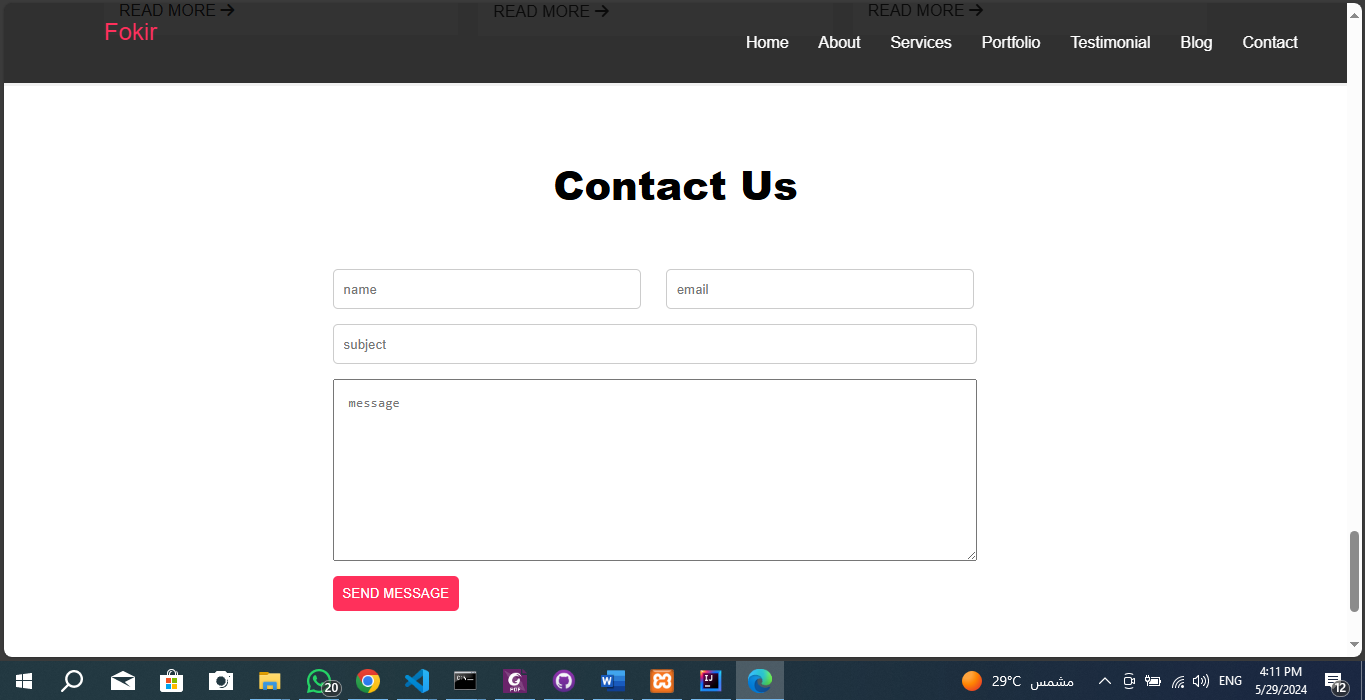 READ MORE → READ MORE → READ MORE →
Fokir
Home About Services Portfolio Testimonial Blog Contact
Contact Us
name email
subject
message
SEND MESSAGE
20 29°C مشمس ENG 4:11 PM
5/29/2024 12